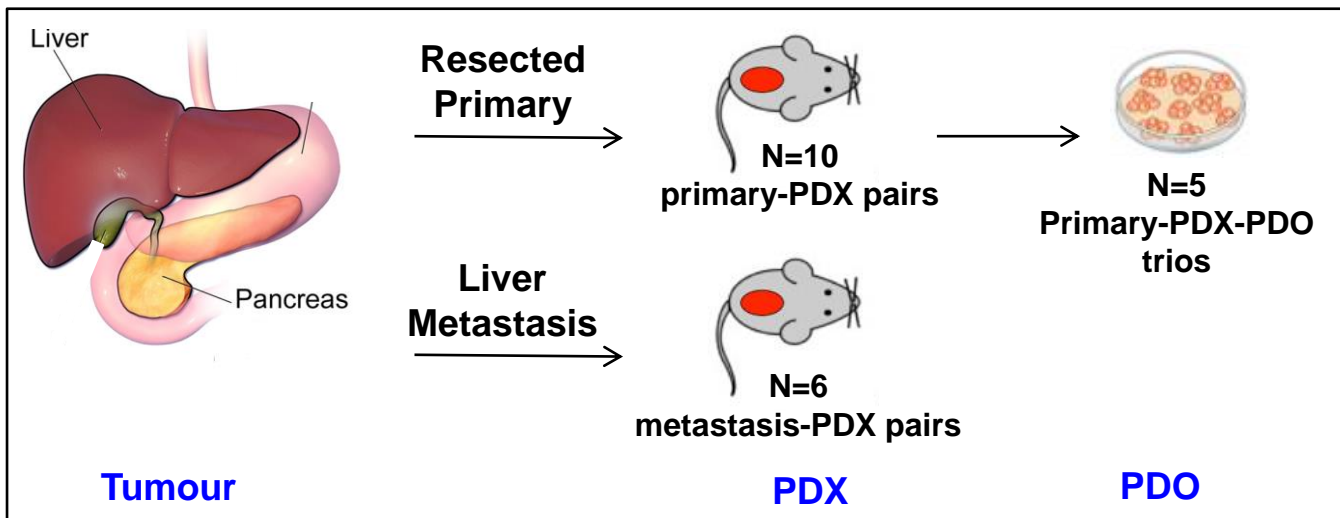 Liver
Pancreas
Resected
Primary
N=10
primary-PDX pairs
N=5
Primary-PDX-PDO
trios
Liver
Metastasis
N=6
metastasis-PDX pairs
Tumour
PDX
PDO